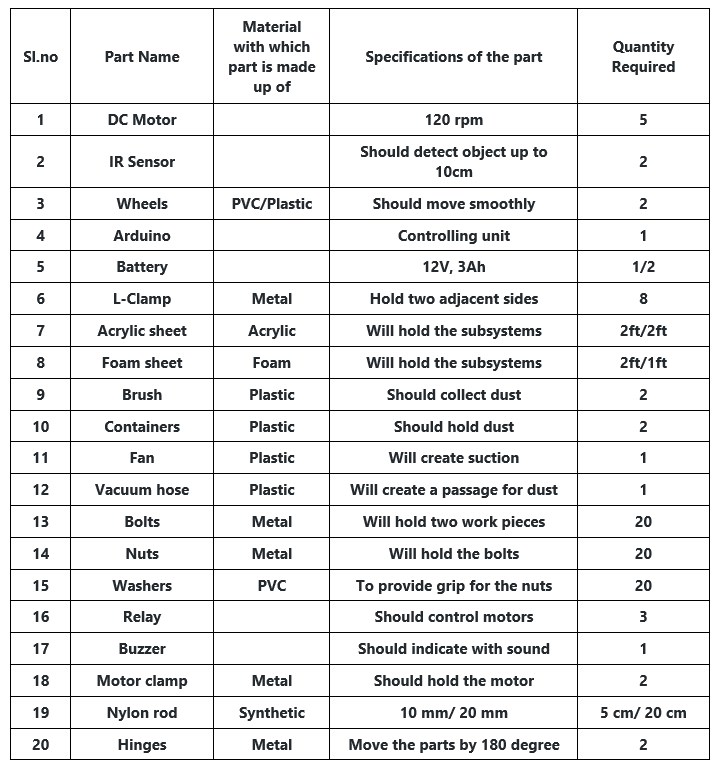 Sl.no Part Name Material with which part is made up of Specifications of the part Quantity Required
1 DC Motor 120 rpm 5
2 IR Sensor Should detect object up to 10cm 2
3 Wheels PVC/Plastic Should move smoothly 2
4 Arduino Controlling unit 1
5 Battery 12V, 3Ah 1/2
6 L-Clamp Metal Hold two adjacent sides 8
7 Acrylic sheet Acrylic Will hold the subsystems 2ft/2ft
8 Foam sheet Foam Will hold the subsystems 2ft/1ft
9 Brush Plastic Should collect dust 2
10 Containers Plastic Should hold dust 2
11 Fan Plastic Will create suction 1
12 Vacuum hose Plastic Will create a passage for dust 1
13 Bolts Metal Will hold two work pieces 20
14 Nuts Metal Will hold the bolts 20
15 Washers PVC To provide grip for the nuts 20
16 Relay Should control motors 3
17 Buzzer Should indicate with sound 1
18 Motor clamp Metal Should hold the motor 2
19 Nylon rod Synthetic 10 mm/ 20 mm 5 cm/ 20 cm
20 Hinges Metal Move the parts by 180 degree 2